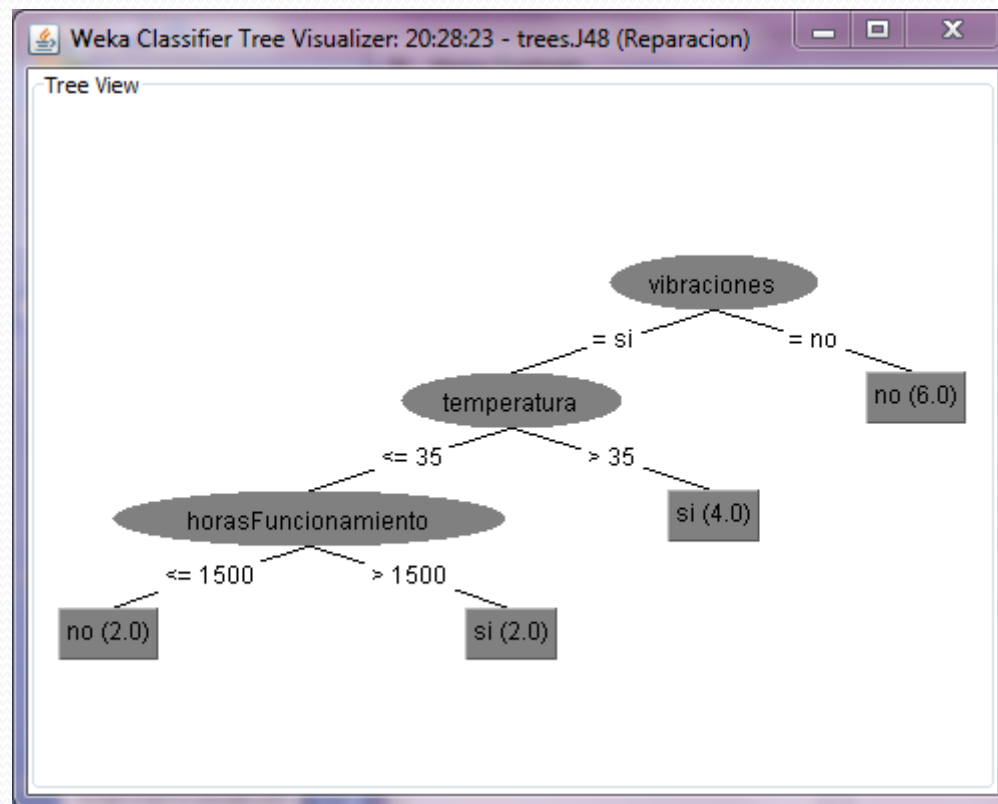 Weka Classifier Tree Visualizer: 20:28:23 - trees.J48 (Reparacion)
Tree View
vibraciones
= si
= no
temperatura
no (6.0)
<= 35
> 35
horasFuncionamiento
si (4.0)
<= 1500
> 1500
no (2.0)
si (2.0)